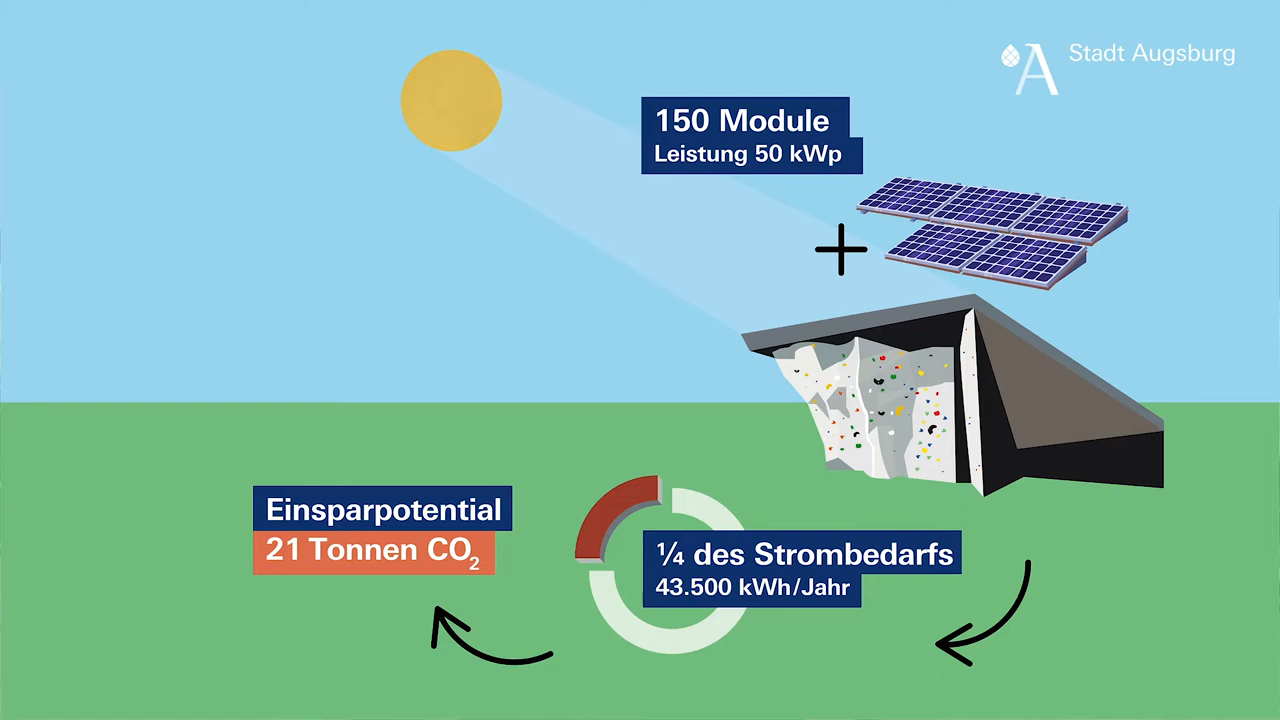 Stadt Augsburg
150 Module
Leistung 50 kWp
Einsparpotential
21 Tonnen CO₂
¼ des Strombedarfs
43.500 kWh/Jahr